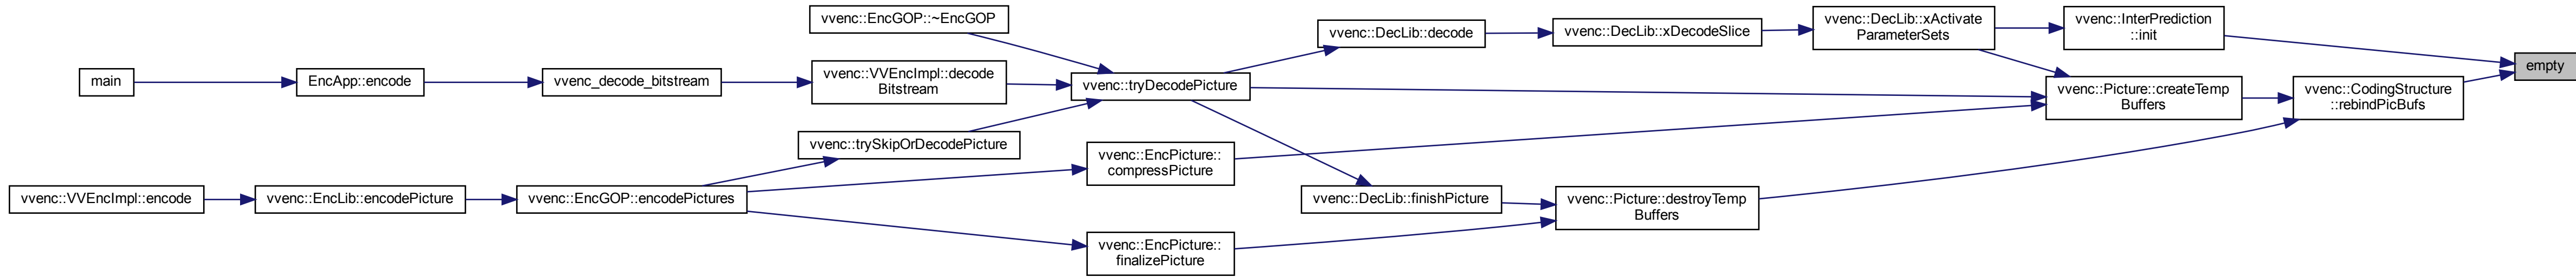 main
EncApp::encode
vvenc_decode_bitstream
vvenc::EncGOP::~EncGOP
vvenc::VVEncImpl::decode
Bitstream
vvenc::trySkipOrDecodePicture
vvenc::VVEncImpl::encode
vvenc::EncLib::encodePicture
vvenc::EncGOP::encodePictures
vvenc::tryDecodePicture
vvenc::EncPicture::
compressPicture
vvenc::EncPicture::
finalizePicture
vvenc::DecLib::decode
vvenc::DecLib::finishPicture
vvenc::DecLib::xDecodeSlice
vvenc::Picture::destroyTemp
Buffers
vvenc::DecLib::xActivate
ParameterSets
vvenc::InterPrediction
::init
vvenc::Picture::createTemp
Buffers
vvenc::CodingStructure
::rebindPicBufs
empty